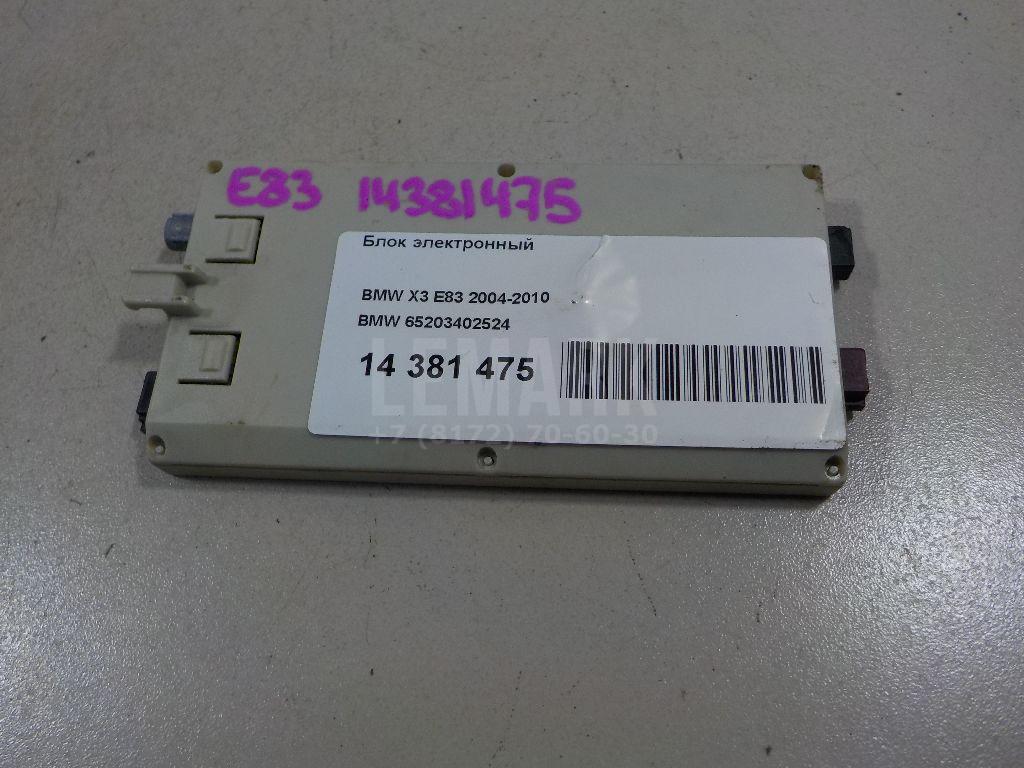 E83 14381475
Блок электронный
BMW X3 E83 2004-2010
BMW 65203402524
14 381 475
LEMARK
+7 (8172) 70-60-30